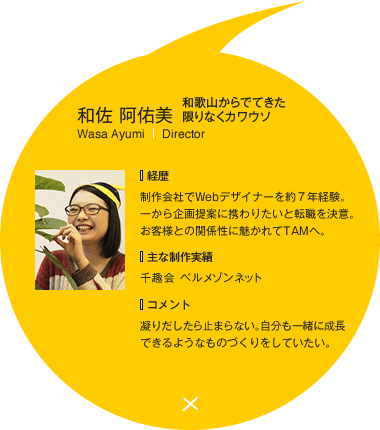 和佐 阿佑美
和歌山からでてきた
限りなくカワウソ
Wasa Ayumi | Director
経歴
制作会社でWebデザイナーを約7年経験。
一から企画提案に携わりたいと転職を決意。
お客様との関係性に魅かれてTAMへ。
主な制作実績
千趣会 ベルメゾンネット
コメント
凝りだしたら止まらない。自分も一緒に成長
できるようなものづくりをしていたい。